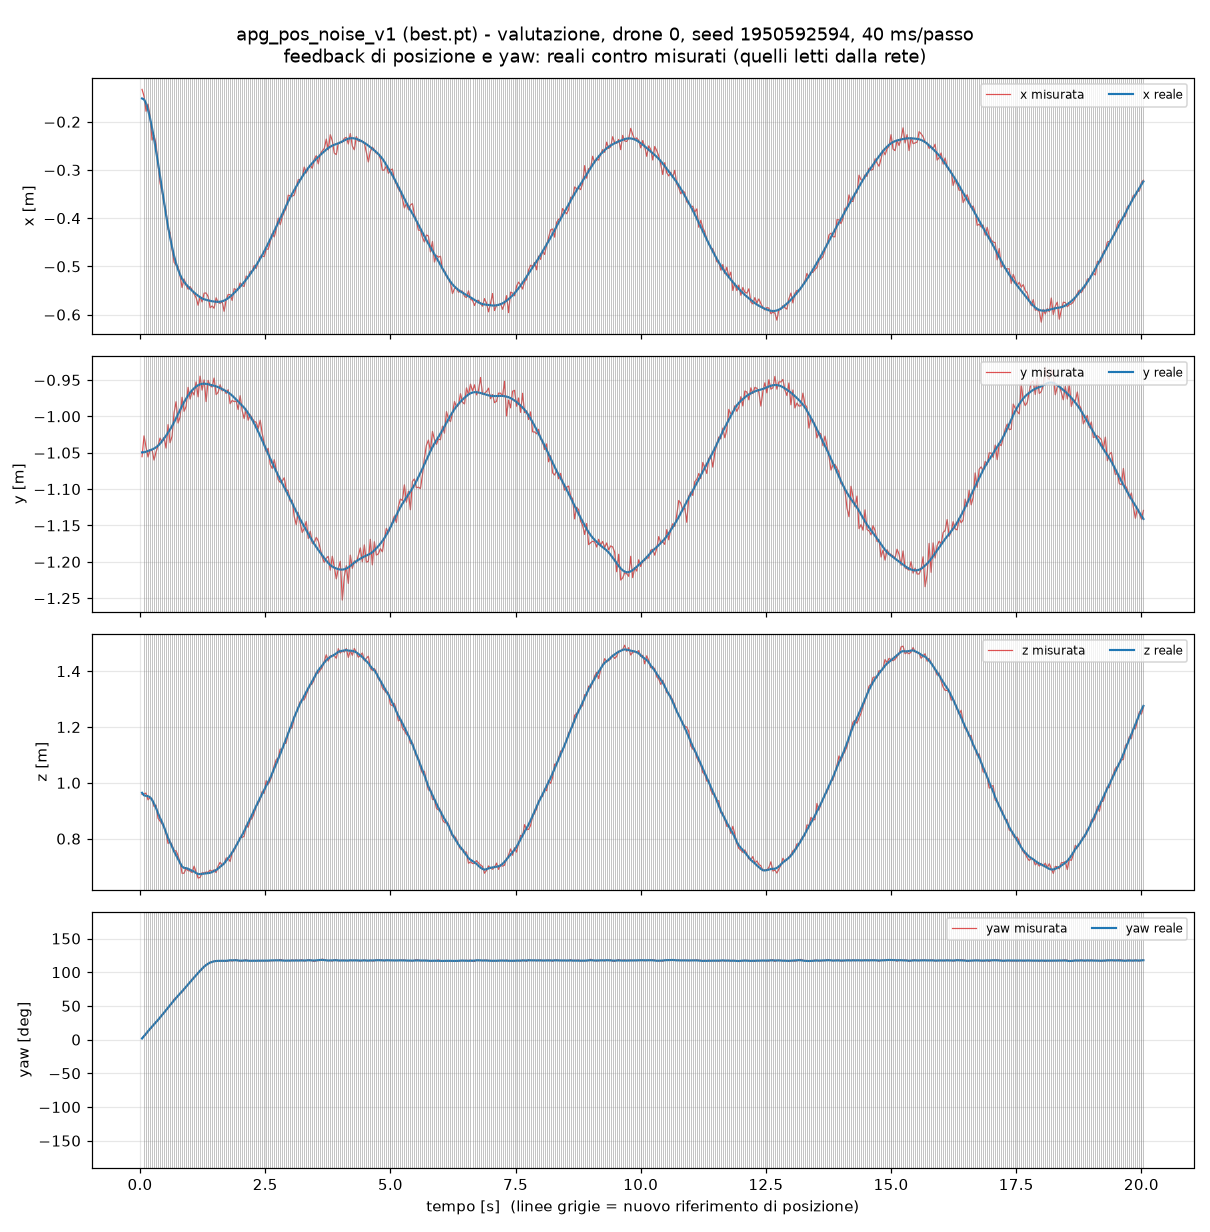 apg_pos_noise_v1 (best.pt) - valutazione, drone 0, seed 1950592594, 40 ms/passo
feedback di posizione e yaw: reali contro misurati (quelli letti dalla rete)
x misurata x reale
−0.2
−0.3
−0.4
−0.5
−0.6
x [m]
y misurata y reale
−0.95
−1.00
−1.05
−1.10
−1.15
−1.20
−1.25
y [m]
z misurata z reale
1.4
1.2
1.0
0.8
z [m]
yaw misurata yaw reale
150
100
50
0
−50
−100
−150
yaw [deg]
0.0 2.5 5.0 7.5 10.0 12.5 15.0 17.5 20.0
tempo [s]  (linee grigie = nuovo riferimento di posizione)